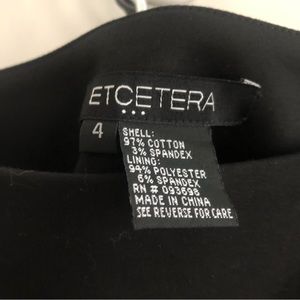 ETCETERA
4
SHELL:
97% COTTON
3% SPANDEX
LINING:
94% POLYESTER
6% SPANDEX
RN # 093698
MADE IN CHINA
SEE REVERSE FOR CARE